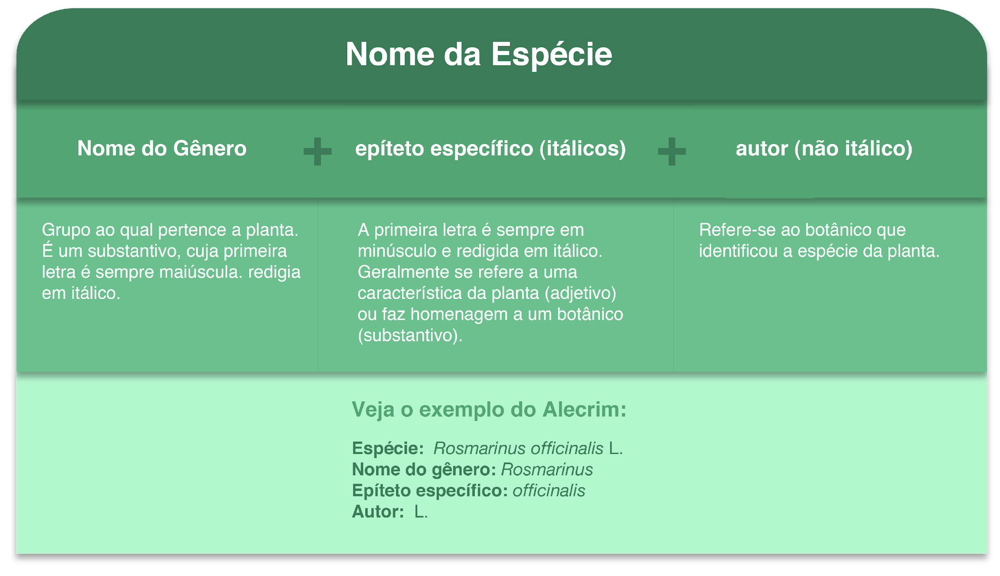 Nome da Espécie
Nome do Gênero + epíteto específico (itálicos) + autor (não itálico)
Grupo ao qual pertence a planta.
É um substantivo, cuja primeira
letra é sempre maiúscula. redigia
em itálico.
A primeira letra é sempre em
minúsculo e redigida em itálico.
Geralmente se refere a uma
característica da planta (adjetivo)
ou faz homenagem a um botânico
(substantivo).
Refere-se ao botânico que
identificou a espécie da planta.
Veja o exemplo do Alecrim:
Espécie: Rosmarinus officinalis L.
Nome do gênero: Rosmarinus
Epíteto específico: officinalis
Autor: L.